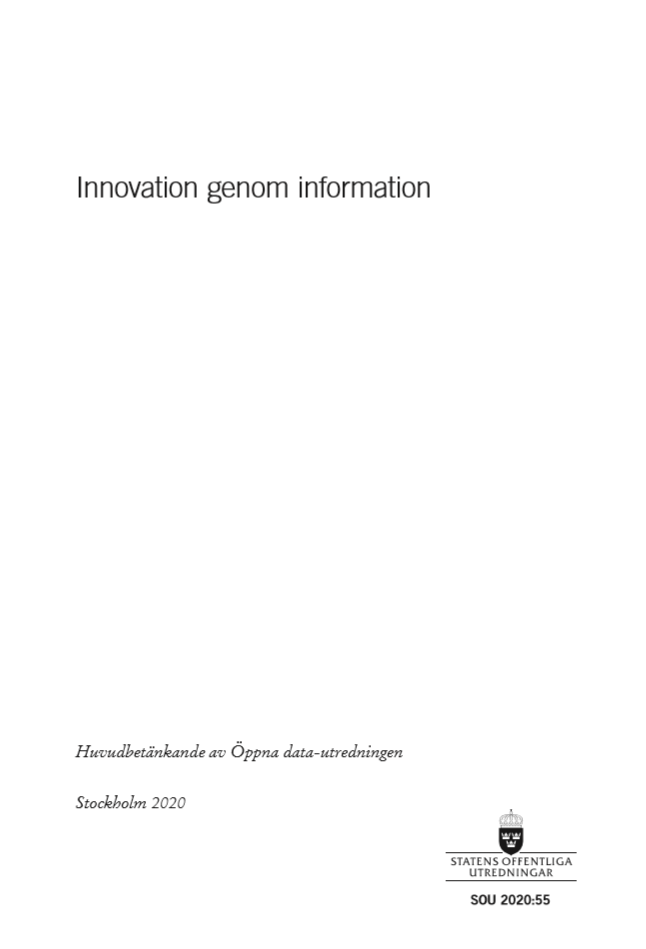 Innovation genom information
Huvudbetänkande av Öppna data-utredningen
Stockholm 2020
STATENS OFFENTLIGA
UTREDNINGAR
SOU 2020:55